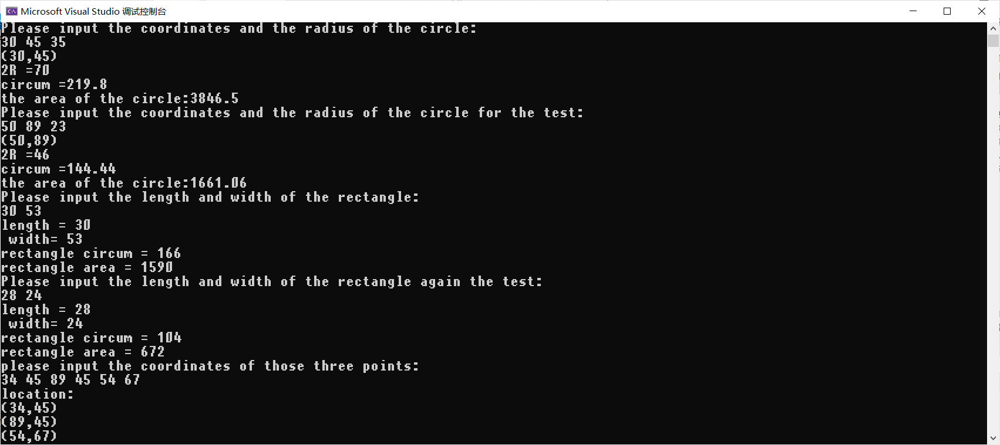 Microsoft Visual Studio 调试控制台
Please input the coordinates and the radius of the circle:
30 45 35
(30,45)
2R =70
circum =219.8
the area of the circle:3846.5
Please input the coordinates and the radius of the circle for the test:
50 89 23
(50,89)
2R =46
circum =144.44
the area of the circle:1661.06
Please input the length and width of the rectangle:
30 53
length = 30
 width= 53
rectangle circum = 166
rectangle area = 1590
Please input the length and width of the rectangle again the test:
28 24
length = 28
 width= 24
rectangle circum = 104
rectangle area = 672
please input the coordinates of those three points:
34 45 89 45 54 67
location:
(34,45)
(89,45)
(54,67)